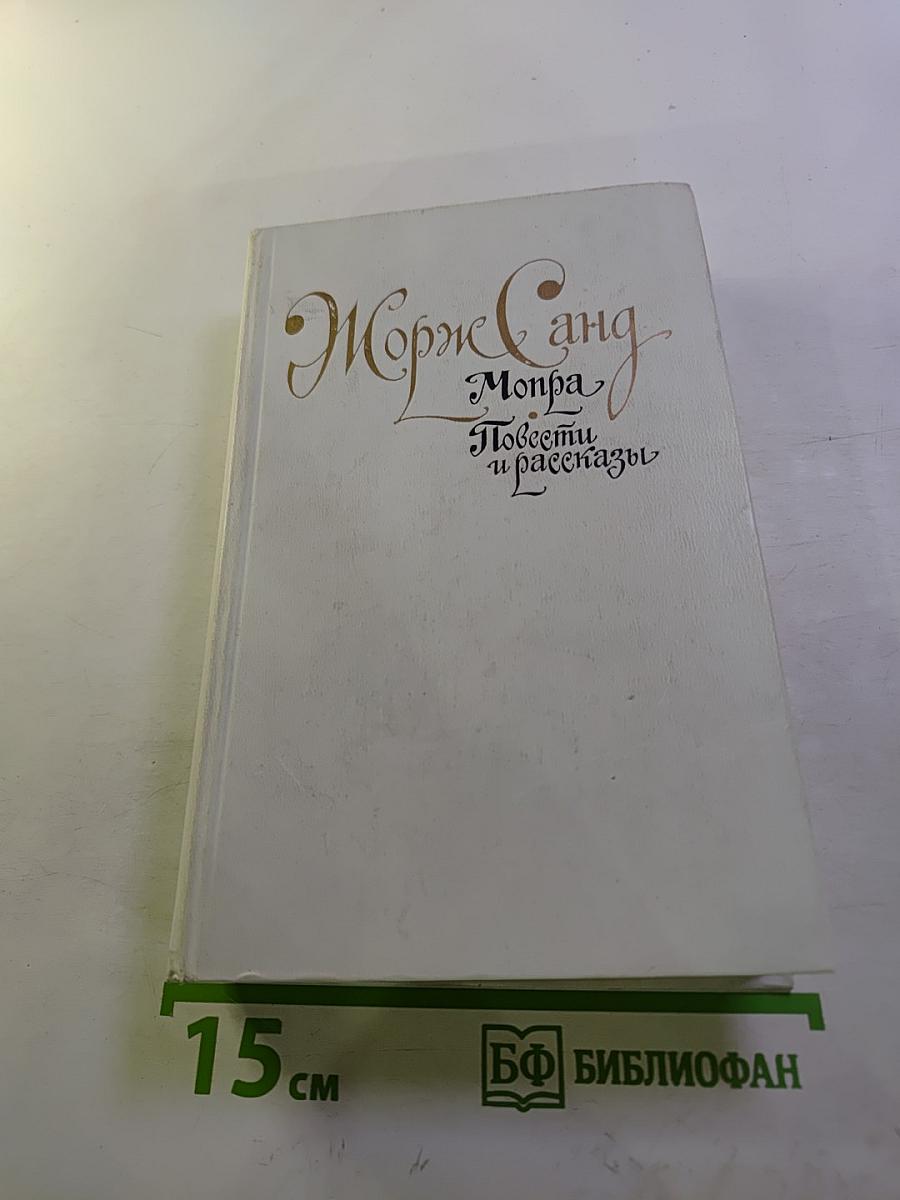 Жорж Санд
Мопра
Повести
и рассказы
15 см
БФ БИБЛИОФАН